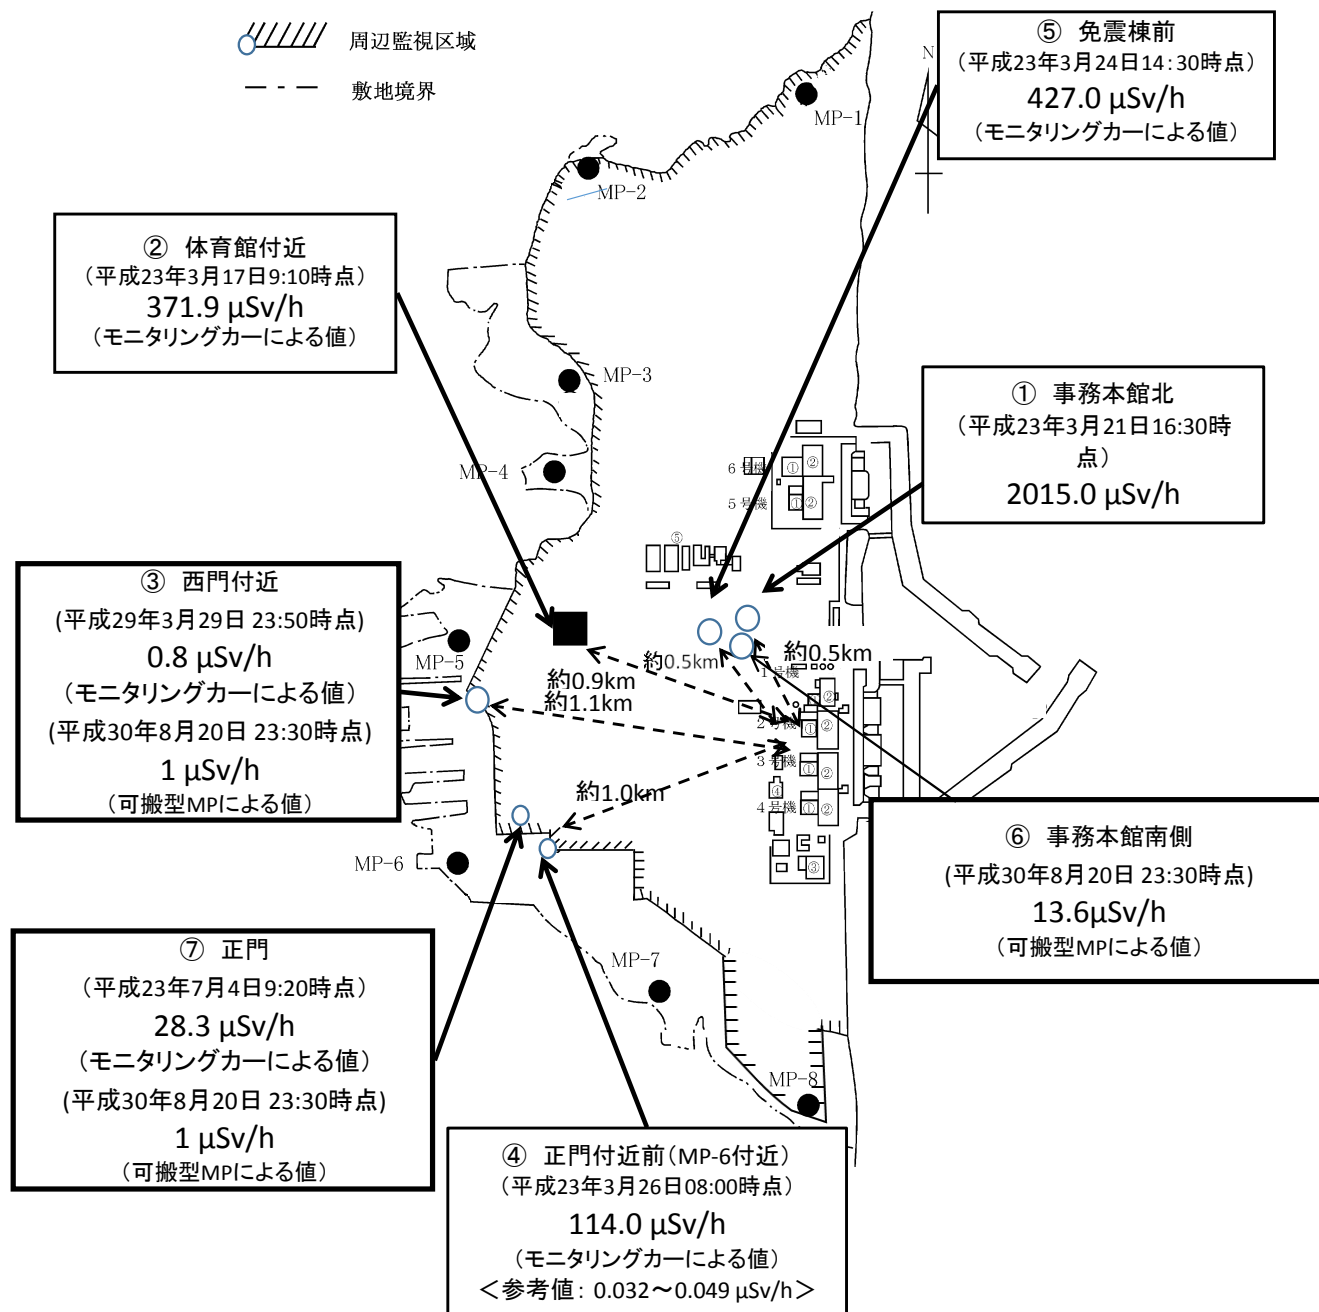 周辺監視区域
敷地境界
⑤ 免震棟前
(平成23年3月24日14:30時点)
427.0 μSv/h
(モニタリングカーによる値)
N
MP-1
MP-2
② 体育館付近
(平成23年3月17日9:10時点)
371.9 μSv/h
(モニタリングカーによる値)
MP-3
① 事務本館北
(平成23年3月21日16:30時
点)
2015.0 μSv/h
MP-4
6号機
① ②
5号機
① ②
⑤
③ 西門付近
(平成29年3月29日 23:50時点)
0.8 μSv/h
(モニタリングカーによる値)
(平成30年8月20日 23:30時点)
1 μSv/h
(可搬型MPによる値)
MP-5
約0.5km
約0.5km
約0.9km
約1.1km
1号機
②
2号機
① ②
3号機
① ②
約1.0km
④
4号機
① ②
③
MP-6
⑥ 事務本館南側
(平成30年8月20日 23:30時点)
13.6μSv/h
(可搬型MPによる値)
⑦ 正門
(平成23年7月4日9:20時点)
28.3 μSv/h
(モニタリングカーによる値)
(平成30年8月20日 23:30時点)
1 μSv/h
(可搬型MPによる値)
MP-7
MP-8
④ 正門付近前(MP-6付近)
(平成23年3月26日08:00時点)
114.0 μSv/h
(モニタリングカーによる値)
＜参考値: 0.032～0.049 μSv/h＞